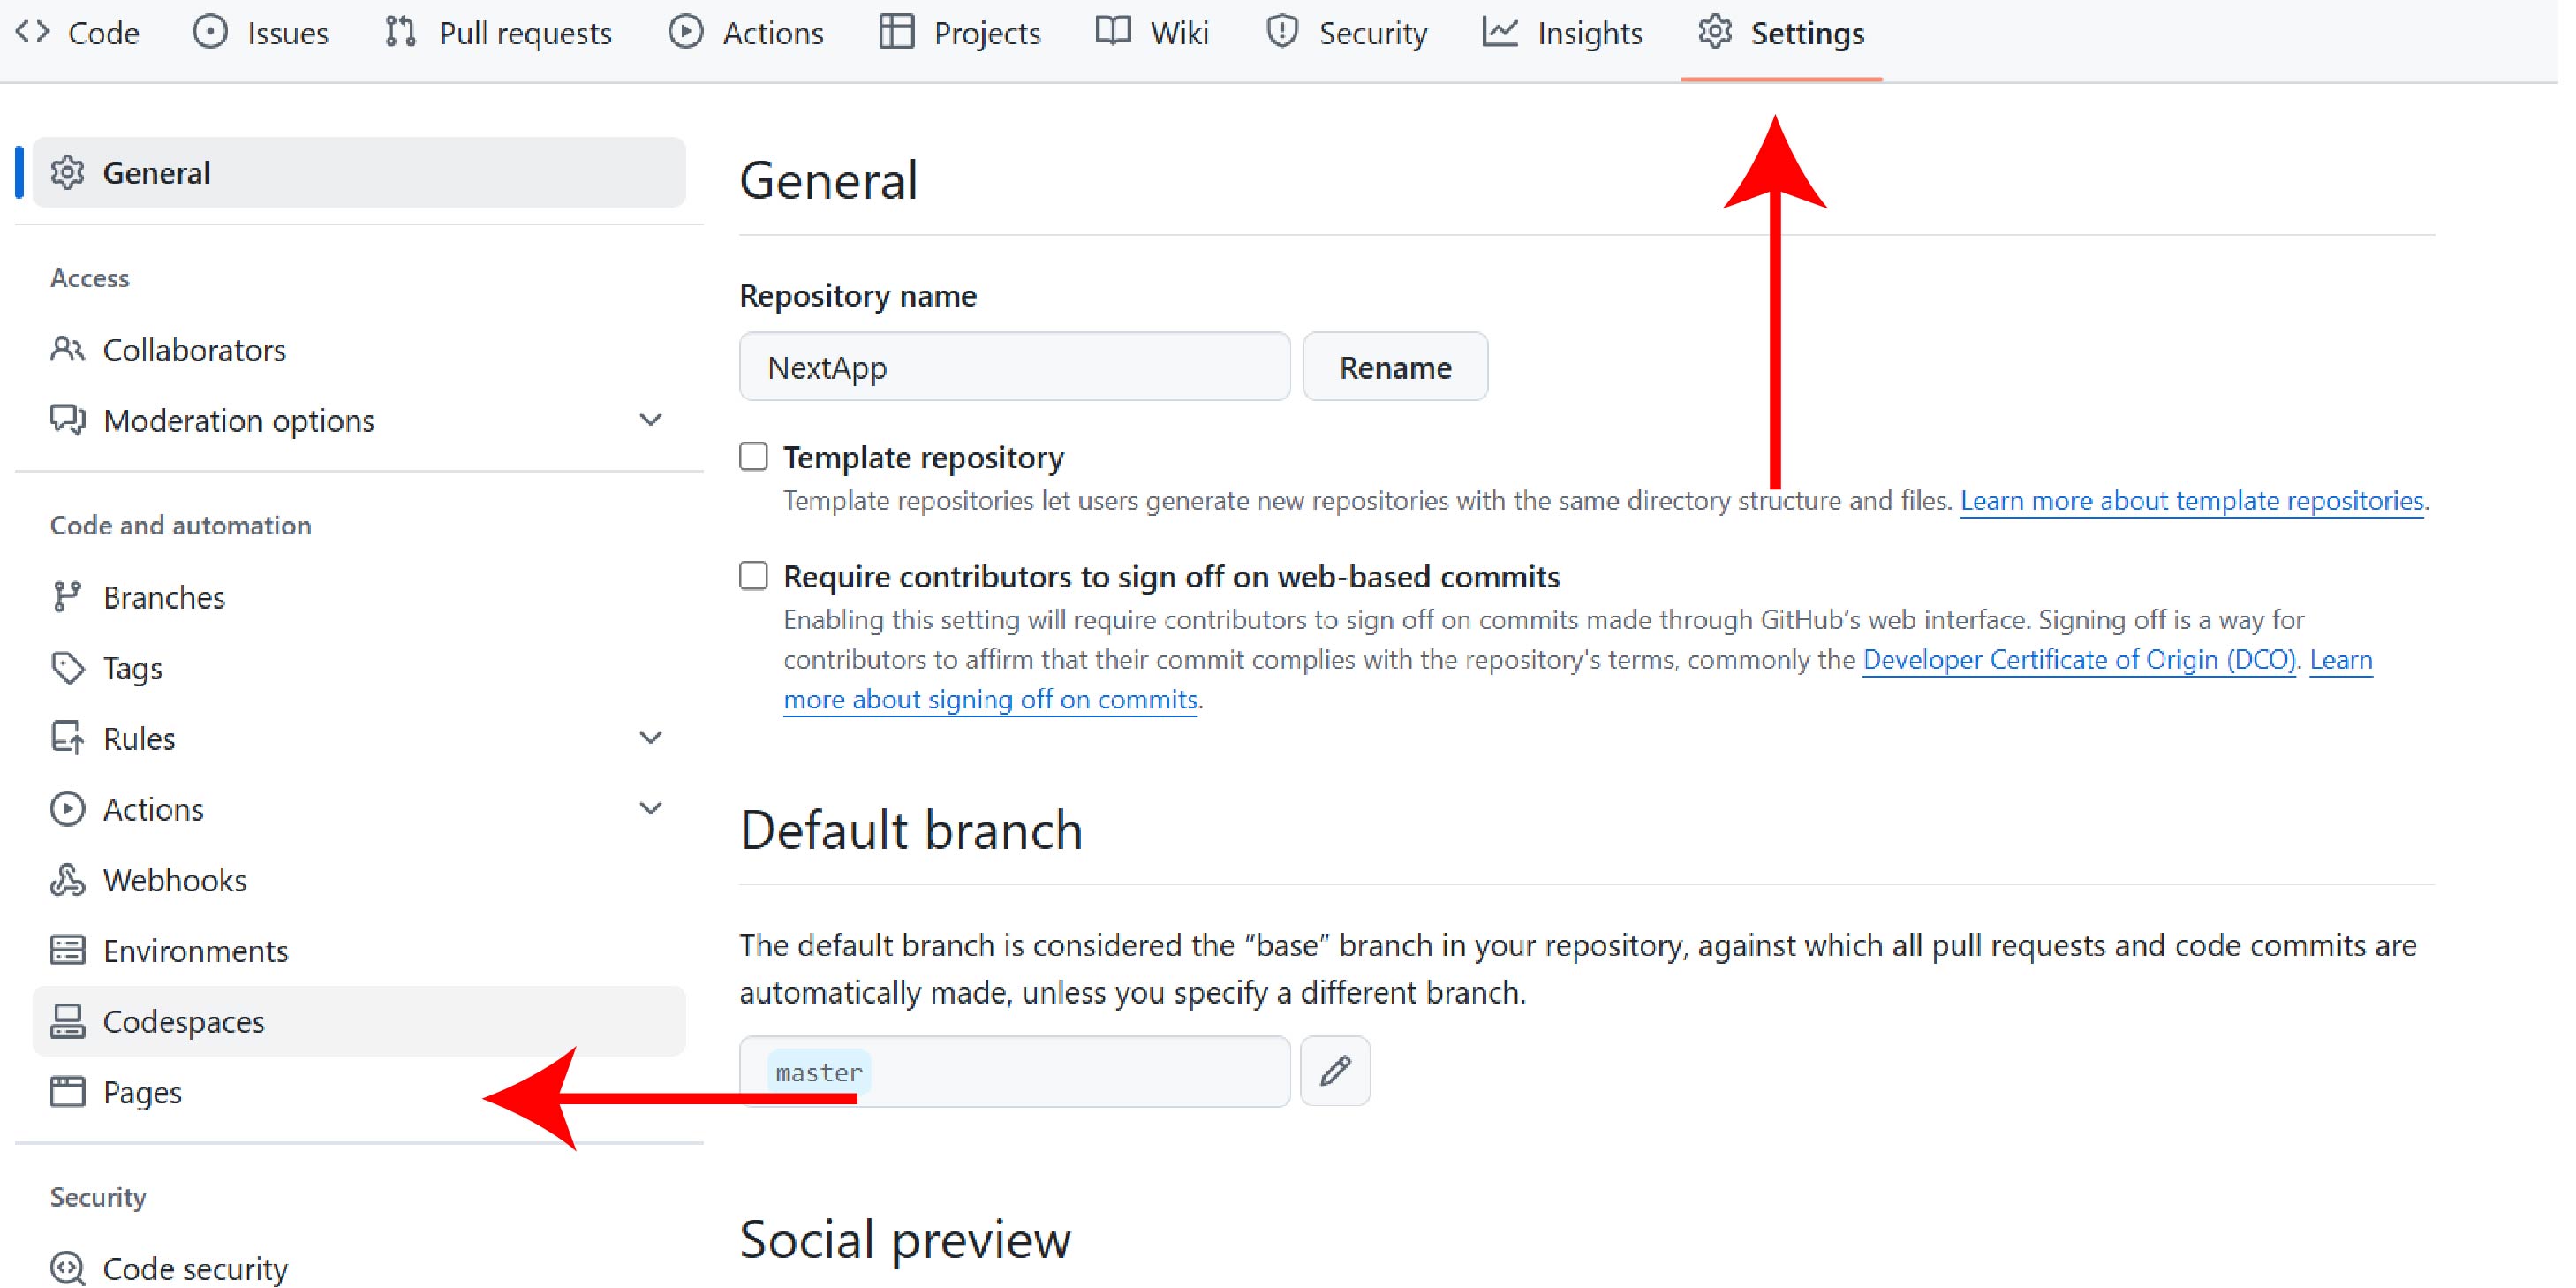 Code Issues Pull requests Actions Projects Wiki Security Insights Settings
General
Access
Collaborators
Moderation options
Code and automation
Branches
Tags
Rules
Actions
Webhooks
Environments
Codespaces
Pages
Security
Code security
General
Repository name
NextApp Rename
Template repository
Template repositories let users generate new repositories with the same directory structure and files. Learn more about template repositories.
Require contributors to sign off on web-based commits
Enabling this setting will require contributors to sign off on commits made through GitHub’s web interface. Signing off is a way for
contributors to affirm that their commit complies with the repository's terms, commonly the Developer Certificate of Origin (DCO). Learn
more about signing off on commits.
Default branch
The default branch is considered the “base” branch in your repository, against which all pull requests and code commits are
automatically made, unless you specify a different branch.
master
Social preview